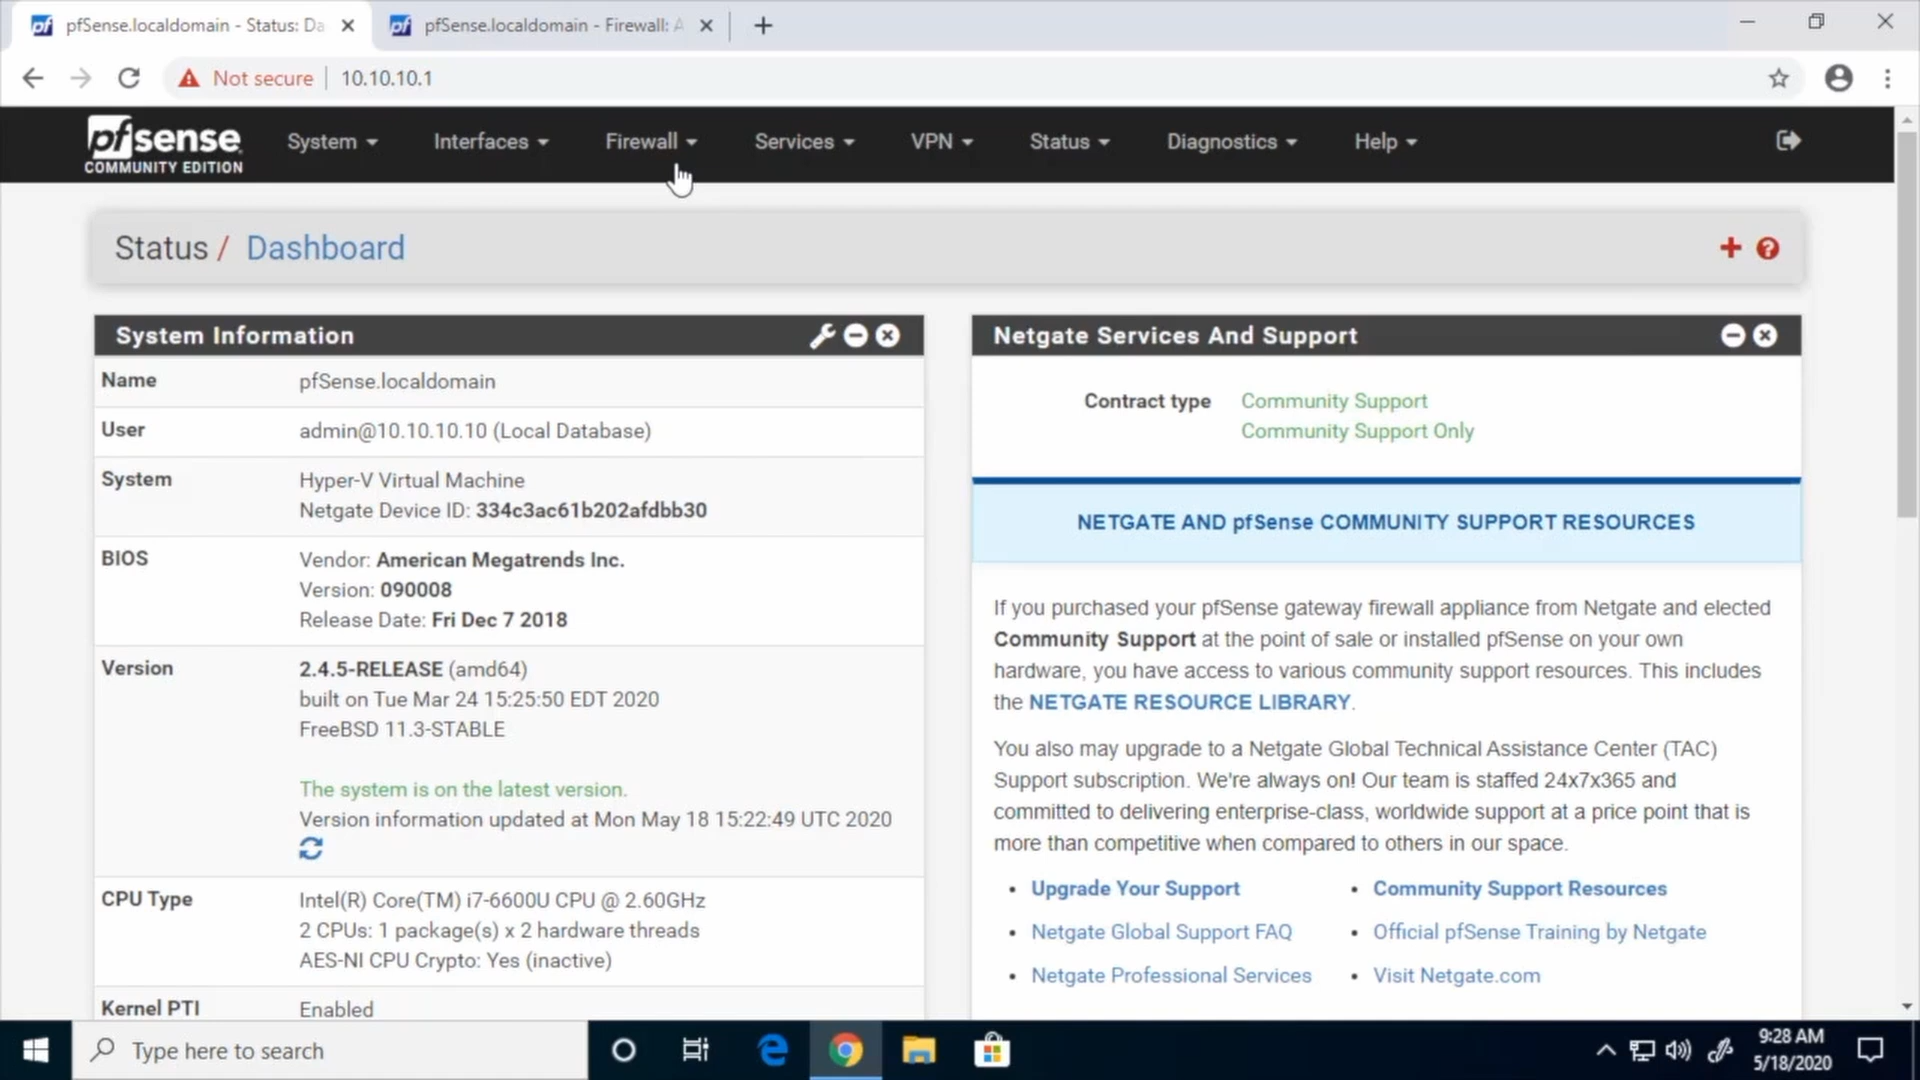 pfSense.localdomain - Status: Da
pfSense.localdomain - Firewall: A
Not secure
10.10.10.1
pfsense
COMMUNITY EDITION
System
Interfaces
Firewall
Services
VPN
Status
Diagnostics
Help
Status / Dashboard
System Information
Name
pfSense.localdomain
User
admin@10.10.10.10 (Local Database)
System
Hyper-V Virtual Machine
Netgate Device ID: 334c3ac61b202afdbb30
BIOS
Vendor: American Megatrends Inc.
Version: 090008
Release Date: Fri Dec 7 2018
Version
2.4.5-RELEASE (amd64)
built on Tue Mar 24 15:25:50 EDT 2020
FreeBSD 11.3-STABLE
The system is on the latest version.
Version information updated at Mon May 18 15:22:49 UTC 2020
CPU Type
Intel(R) Core(TM) i7-6600U CPU @ 2.60GHz
2 CPUs: 1 package(s) x 2 hardware threads
AES-NI CPU Crypto: Yes (inactive)
Kernel PTI
Enabled
Netgate Services And Support
Contract type
Community Support
Community Support Only
NETGATE AND pfSense COMMUNITY SUPPORT RESOURCES
If you purchased your pfSense gateway firewall appliance from Netgate and elected
Community Support at the point of sale or installed pfSense on your own
hardware, you have access to various community support resources. This includes
the NETGATE RESOURCE LIBRARY.
You also may upgrade to a Netgate Global Technical Assistance Center (TAC)
Support subscription. We're always on! Our team is staffed 24x7x365 and
committed to delivering enterprise-class, worldwide support at a price point that is
more than competitive when compared to others in our space.
• Upgrade Your Support
• Community Support Resources
• Netgate Global Support FAQ
• Official pfSense Training by Netgate
• Netgate Professional Services
• Visit Netgate.com
Type here to search
9:28 AM
5/18/2020